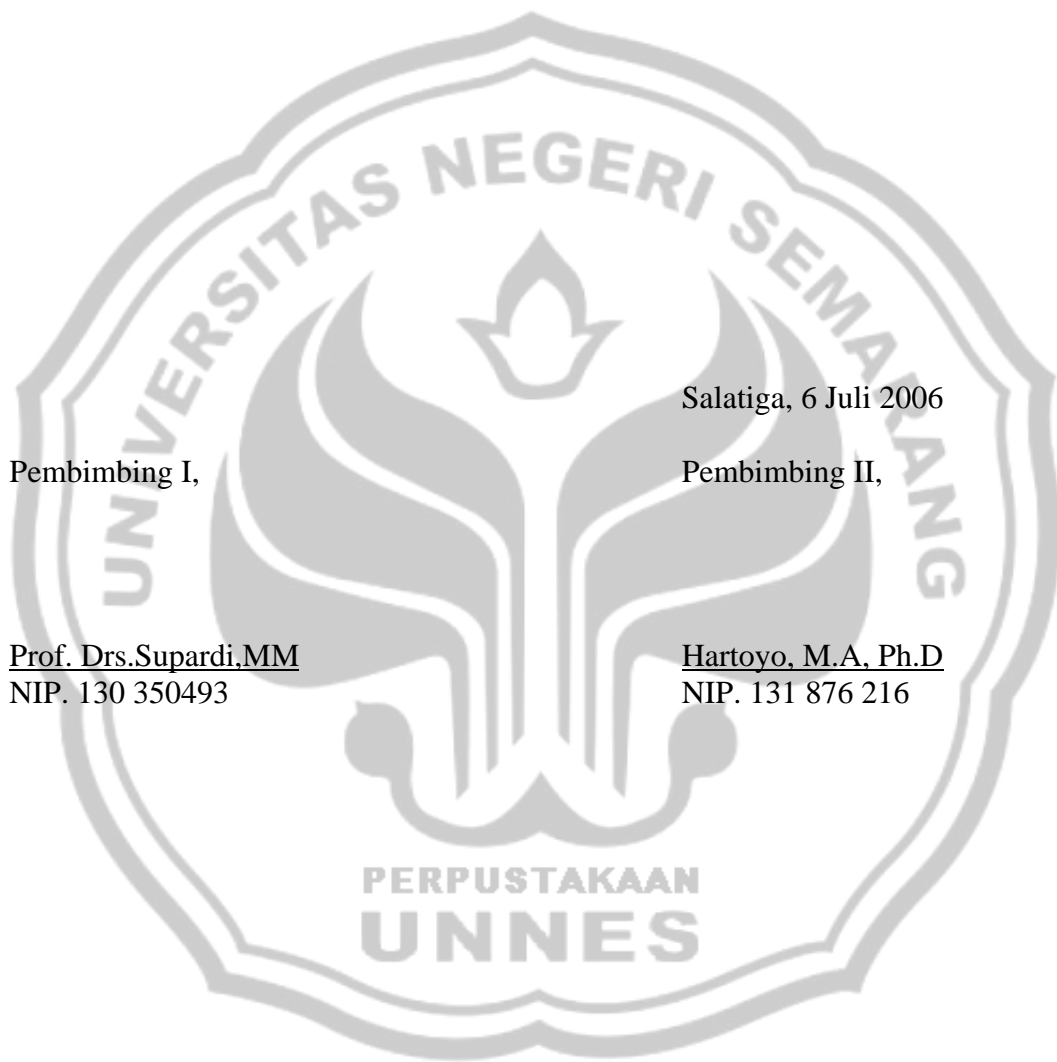 UNIVERSITAS NEGERI SEMARANG
Salatiga, 6 Juli 2006
Pembimbing I, Pembimbing II,
Prof. Drs.Supardi,MM Hartoyo, M.A, Ph.D
NIP. 130 350493 NIP. 131 876 216
PERPUSTAKAAN
UNNES